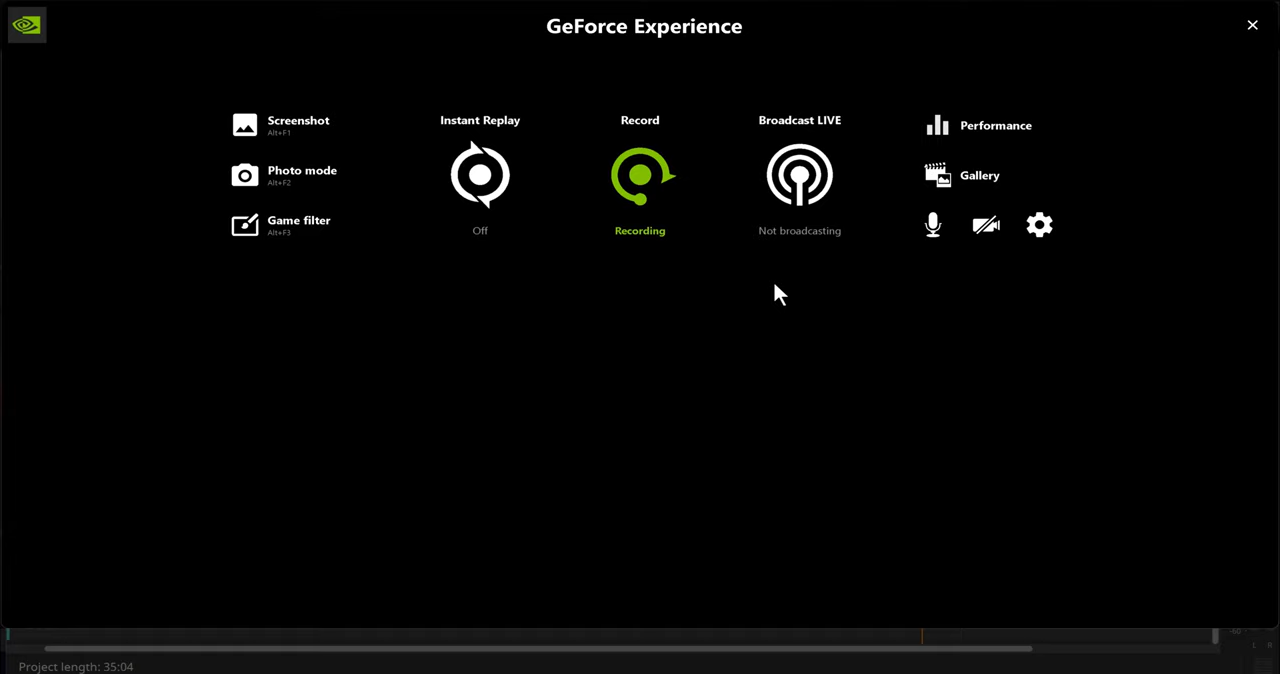 GeForce Experience
Screenshot
Alt+F1
Photo mode
Alt+F2
Game filter
Alt+F3
Instant Replay
Off
Record
Recording
Broadcast LIVE
Not broadcasting
Performance
Gallery
-60
L R
Project length: 35:04